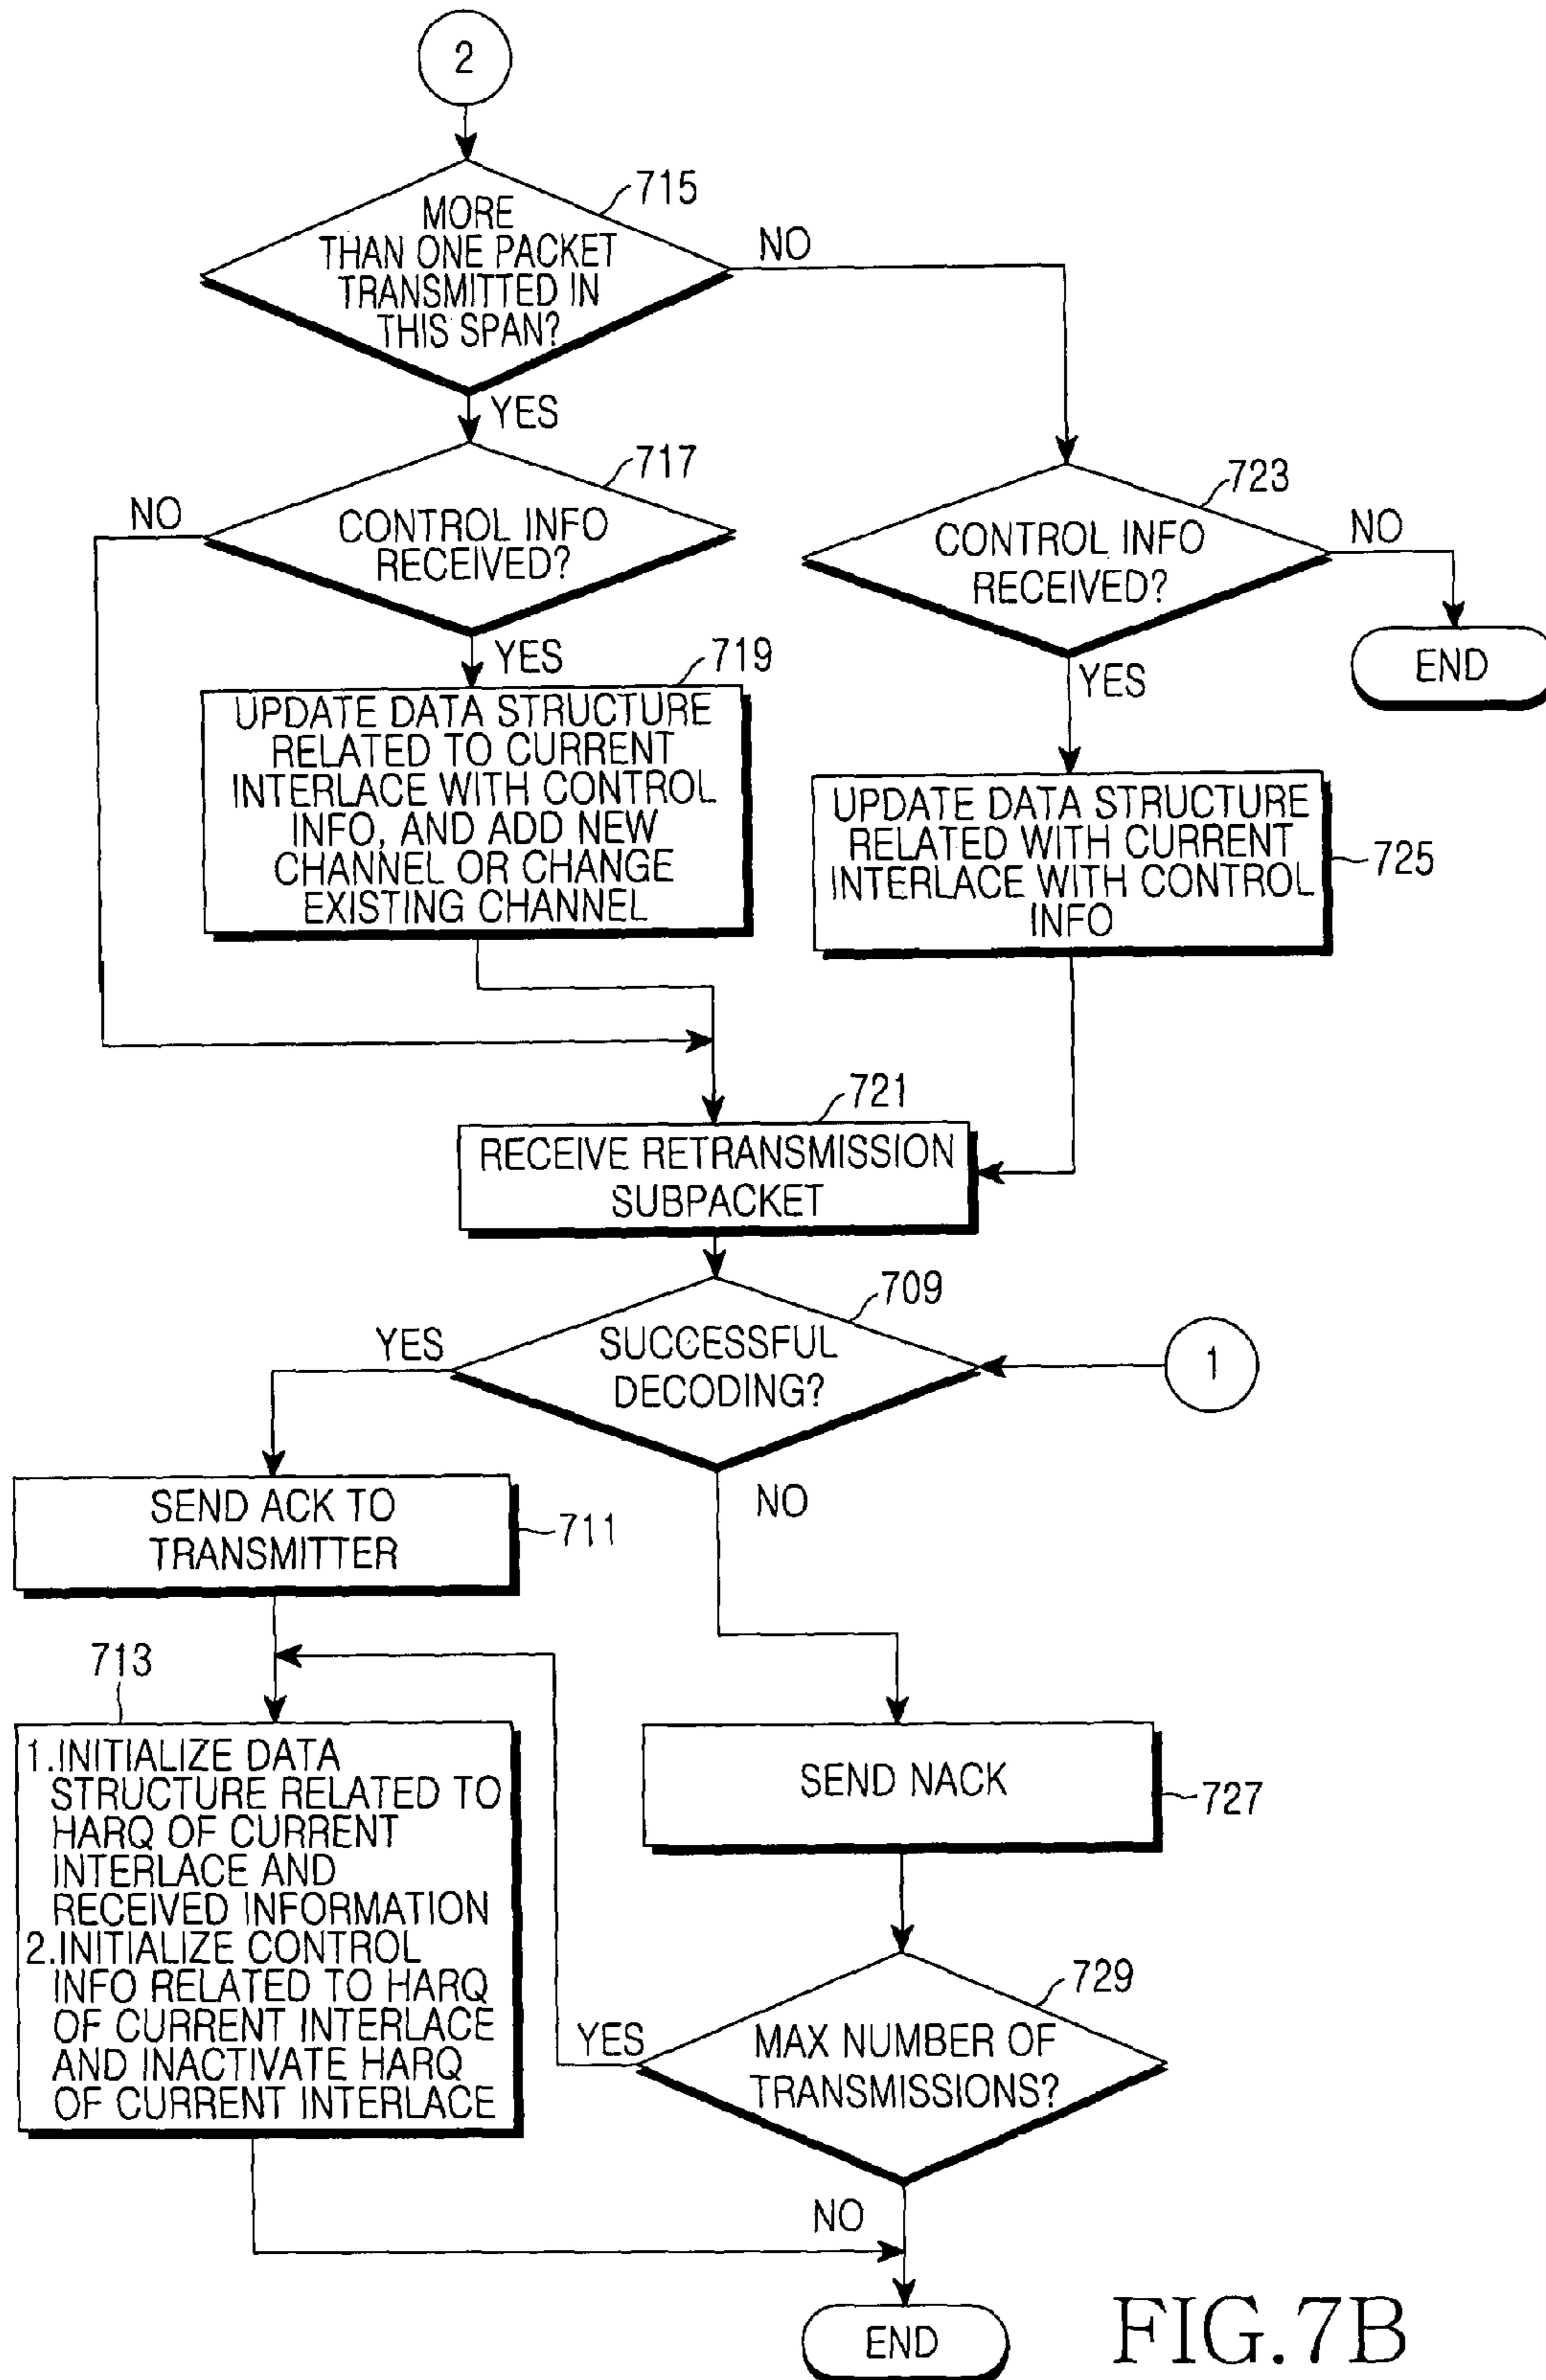 2
715
MORE
THAN ONE PACKET
TRANSMITTED IN
THIS SPAN?
NO
YES
717
NO
CONTROL INFO
RECEIVED?
723
CONTROL INFO
RECEIVED?
NO
END
YES
719
UPDATE DATA STRUCTURE
RELATED TO CURRENT
INTERLACE WITH CONTROL
INFO, AND ADD NEW
CHANNEL OR CHANGE
EXISTING CHANNEL
YES
UPDATE DATA STRUCTURE
RELATED WITH CURRENT
INTERLACE WITH CONTROL
INFO
725
721
RECEIVE RETRANSMISSION
SUBPACKET
709
YES
SUCCESSFUL
DECODING?
1
SEND ACK TO
TRANSMITTER
711
NO
713
1.INITIALIZE DATA
STRUCTURE RELATED TO
HARQ OF CURRENT
INTERLACE AND
RECEIVED INFORMATION
2.INITIALIZE CONTROL
INFO RELATED TO HARQ
OF CURRENT INTERLACE
AND INACTIVATE HARQ
OF CURRENT INTERLACE
SEND NACK
727
729
YES
MAX NUMBER OF
TRANSMISSIONS?
NO
END
FIG.7B